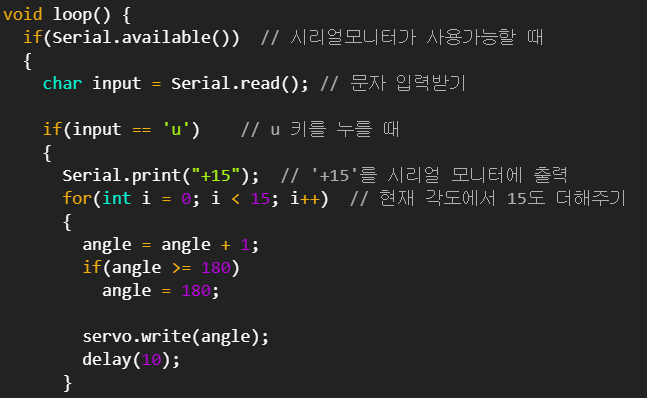 void loop() {
if(Serial.available())  // 시리얼모니터가 사용가능할 때
{
char input = Serial.read(); // 문자 입력받기
if(input == 'u')    // u 키를 누를 때
{
Serial.print("+15");  // '+15'를 시리얼 모니터에 출력
for(int i = 0; i < 15; i++)  // 현재 각도에서 15도 더해주기
{
angle = angle + 1;
if(angle >= 180)
angle = 180;
servo.write(angle);
delay(10);
}